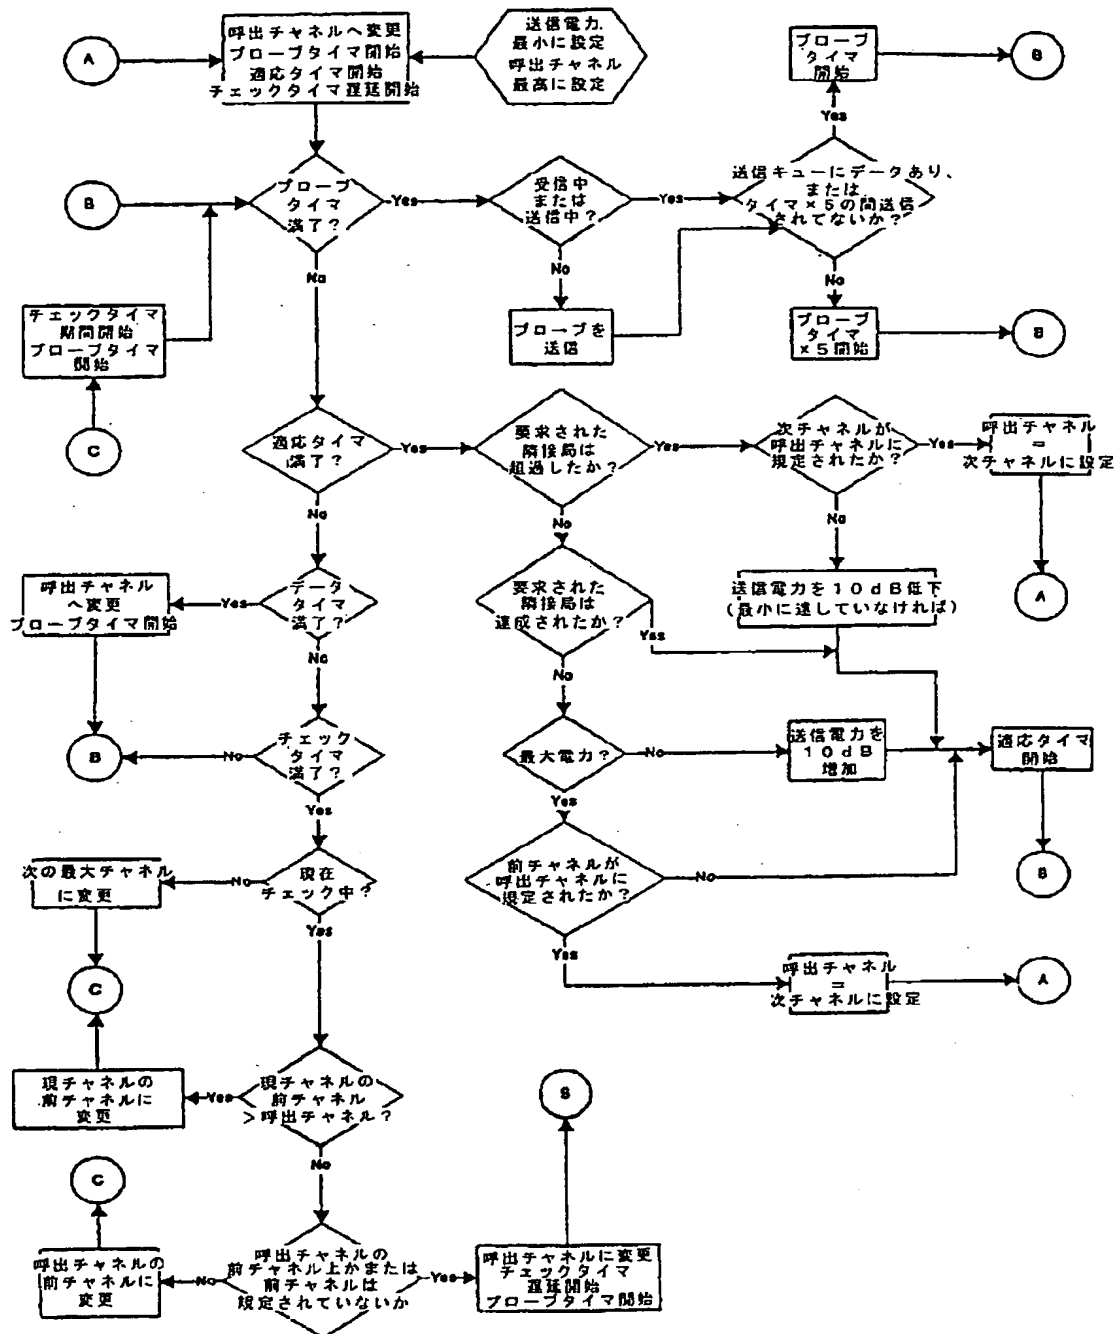 A
呼出チャネルへ変更
プローブタイマ開始
適応タイマ開始
チェックタイマ遅延開始
送信電力
最小に設定
呼出チャネル
最高に設定
プローブ
タイマ
開始
B
Yes
B
プローブ
タイマ
満了?
Yes
受信中
または
送信中?
Yes
送信キューにデータあり、
または
タイマ×5の間送信
されてないか?
No
No
No
チェックタイマ
期間開始
プローブタイマ
開始
プローブを
送信
プローブ
タイマ
×5開始
B
C
適応タイマ
満了?
Yes
要求された
隣接局は
超過したか?
Yes
次チャネルが
呼出チャネルに
規定されたか?
Yes
呼出チャネル
=
次チャネルに設定
No
No
No
呼出チャネル
へ変更
プローブタイマ開始
Yes
データ
タイマ
満了?
要求された
隣接局は
達成されたか?
Yes
送信電力を10dB低下
(最小に達していなければ)
A
No
No
B
No
チェック
タイマ
満了?
最大電力?
No
送信電力を
10dB
増加
適応タイマ
開始
Yes
Yes
次の最大チャネル
に変更
No
現在
チェック中?
前チャネルが
呼出チャネルに
規定されたか?
No
B
Yes
Yes
C
呼出チャネル
=
次チャネルに設定
A
現チャネルの
前チャネルに
変更
Yes
現チャネルの
前チャネル
>呼出チャネル?
S
No
C
呼出チャネルの
前チャネルに
変更
No
呼出チャネルの
前チャネル上かまたは
前チャネルは
規定されていないか
Yes
呼出チャネルに変更
チェックタイマ
遅延開始
プローブタイマ開始